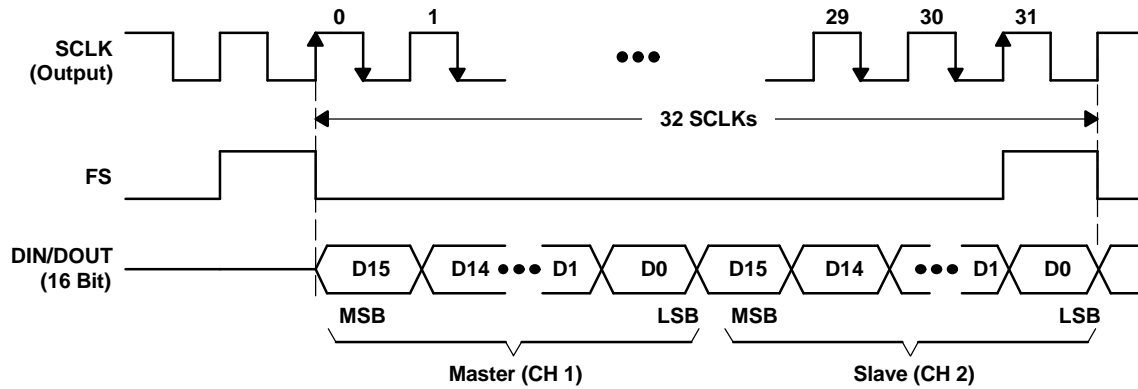 0 1 29 30 31
SCLK
(Output)
32 SCLKs
FS
DIN/DOUT
(16 Bit)
D15 D14 D1 D0 D15 D14 D1 D0
MSB LSB MSB LSB
Master (CH 1) Slave (CH 2)